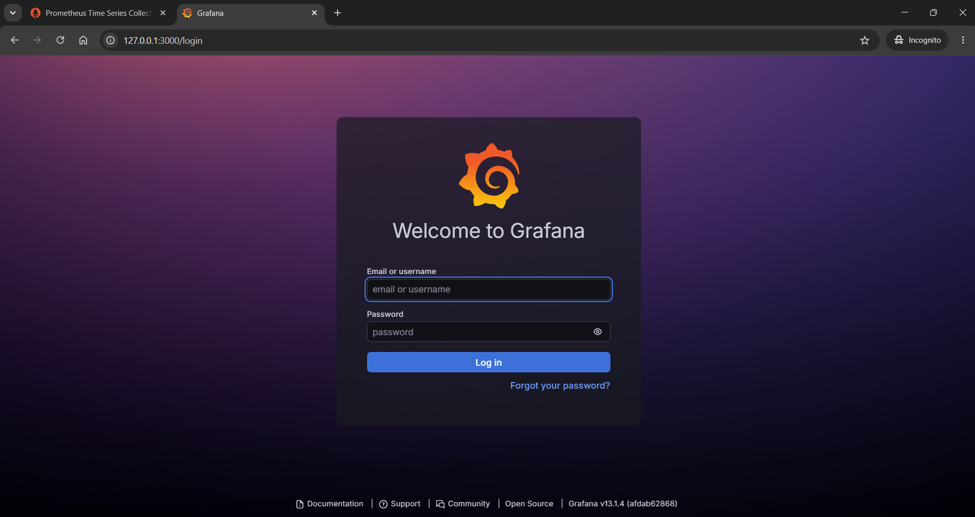 Prometheus Time Series Collect
Grafana
127.0.0.1:3000/login
Incognito
Welcome to Grafana
Email or username
email or username
Password
password
Log in
Forgot your password?
Documentation | Support | Community | Open Source | Grafana v13.1.4 (afdab62868)